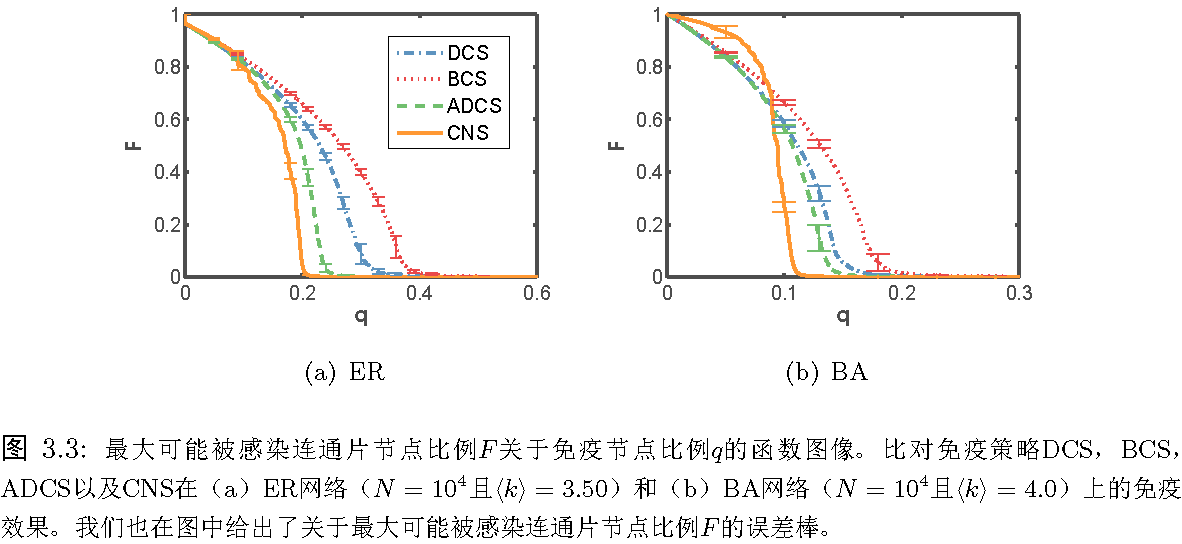 1
0.8
0.6
0.4
0.2
0
F
0 0.2 0.4 0.6
q
DCS
BCS
ADCS
CNS
(a) ER
1
0.8
0.6
0.4
0.2
0
F
0 0.1 0.2 0.3
q
(b) BA
图 3.3: 最大可能被感染连通片节点比例F关于免疫节点比例q的函数图像。比对免疫策略DCS，BCS，
ADCS以及CNS在（a）ER网络（N = 10⁴且⟨k⟩ = 3.50）和（b）BA网络（N = 10⁴且⟨k⟩ = 4.0）上的免疫
效果。我们也在图中给出了关于最大可能被感染连通片节点比例F的误差棒。